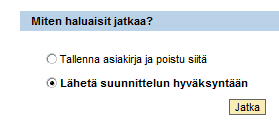 Miten haluaisit jatkaa?
Tallenna asiakirja ja poistu siitä
Lähetä suunnittelun hyväksyntään
Jatka